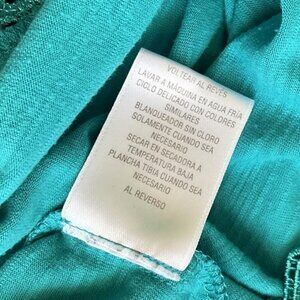 VOLTEAR AL REVES
LAVAR A MAQUINA EN AGUA FRIA
CICLO DELICADO CON COLORES
SIMILARES
BLANQUEADOR SIN CLORO
SOLAMENTE CUANDO SEA
NECESARIO
SECAR EN SECADORA A
TEMPERATURA BAJA
PLANCHA TIBIA CUANDO SEA
NECESARIO
AL REVERSO